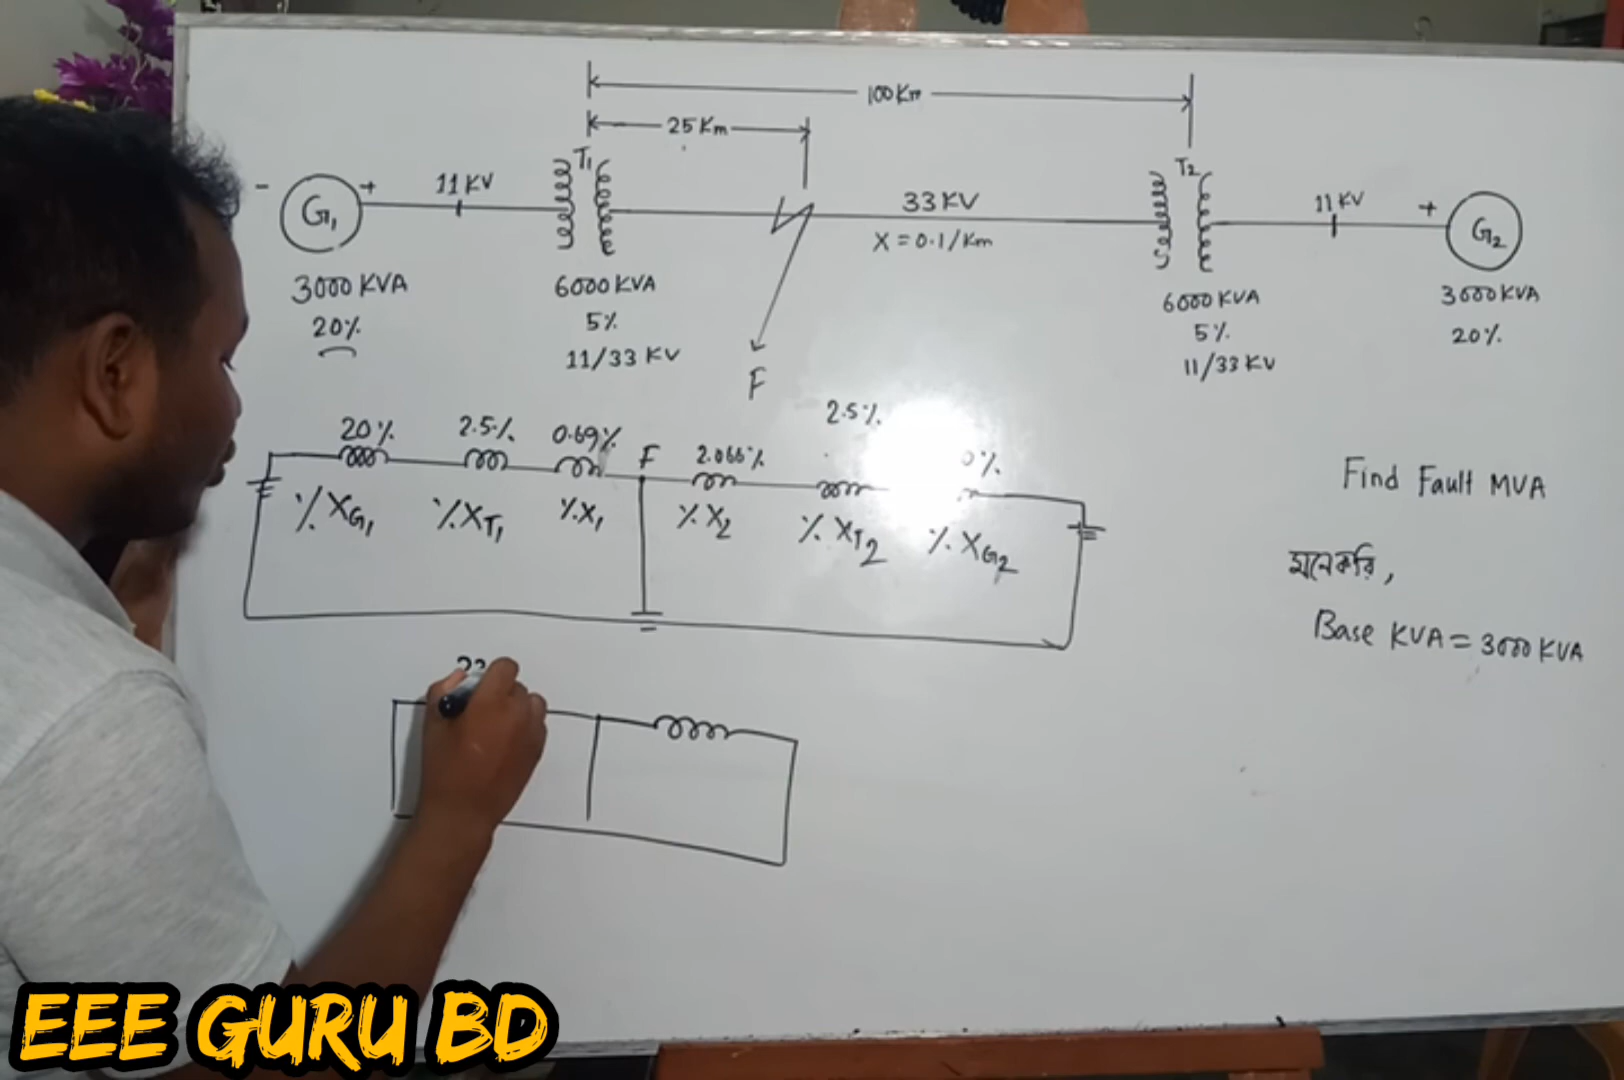 100 Km
25 Km
T1
T2
- G1 +
11 KV
33 KV
X = 0.1/Km
11 KV
+ G2
3000 KVA
20%
6000 KVA
5%
11/33 KV
F
6000 KVA
5%
11/33 KV
3000 KVA
20%
20%
2.5%
0.69%
F
2.066%
2.5%
0%
% XG1
% XT1
% X1
% X2
% XT2
% XG2
Find Fault MVA
মনেকরি,
Base KVA = 3000 KVA
EEE GURU BD